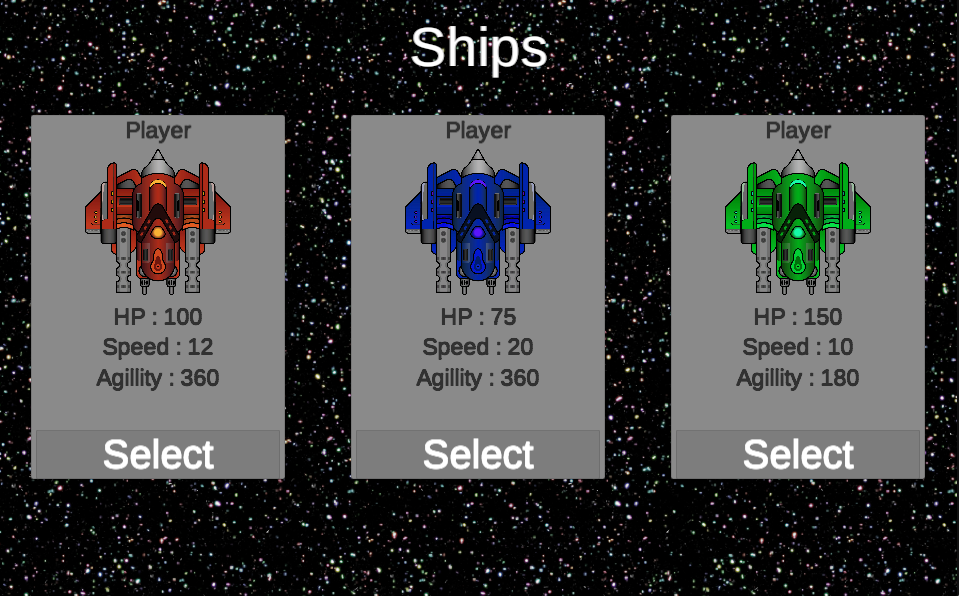 Ships
Player
HP : 100
Speed : 12
Agillity : 360
Select
Player
HP : 75
Speed : 20
Agillity : 360
Select
Player
HP : 150
Speed : 10
Agillity : 180
Select